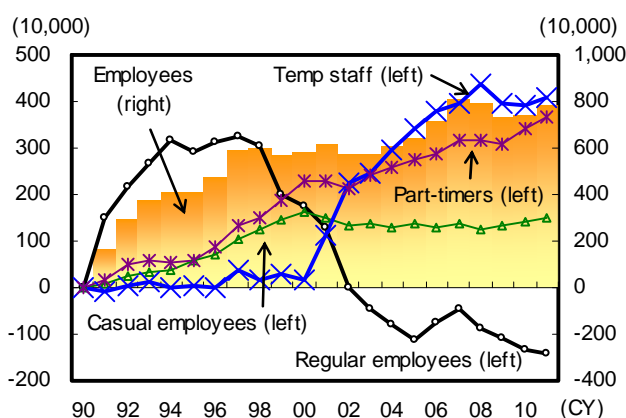 (10,000) (10,000)
500 1,000
Employees (right)
Temp staff (left)
400 800
300 600
Part-timers (left)
200 400
100 200
0 0
Casual employees (left)
-100 -200
Regular employees (left)
-200 -400
90 92 94 96 98 00 02 04 06 08 10 (CY)